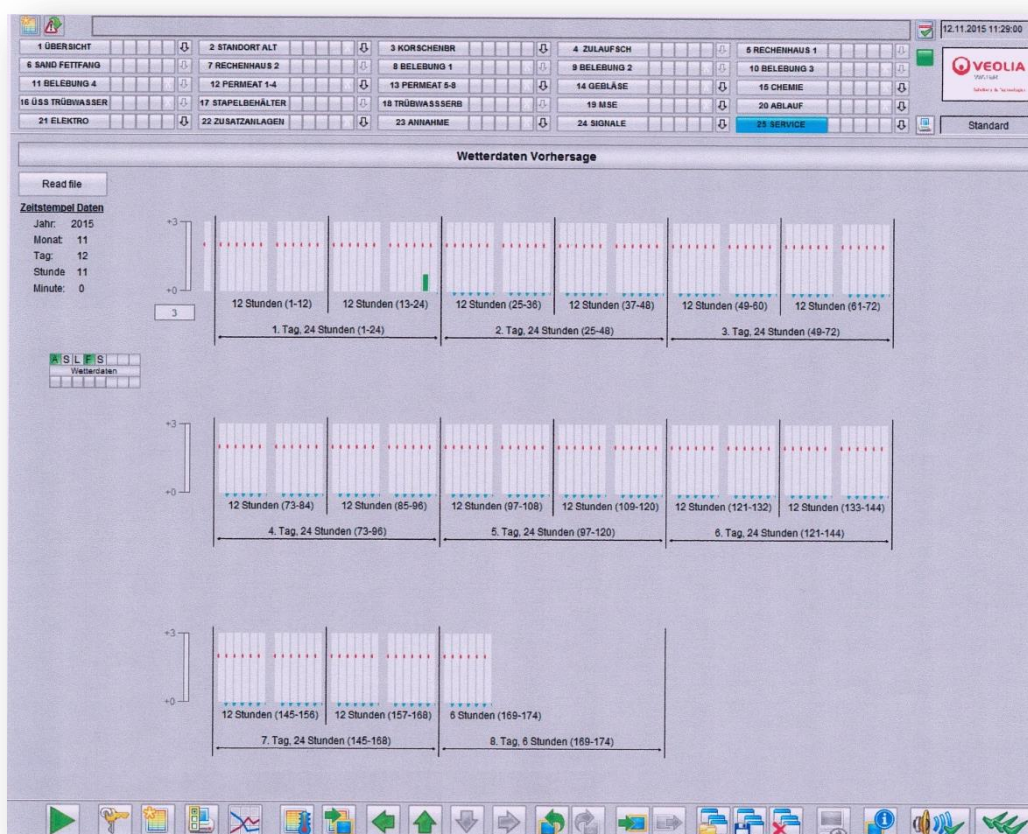 12.11.2015 11:29:00
1 ÜBERSICHT
2 STANDORT ALT
3 KORSCHENBR
4 ZULAUFSCH
5 RECHENHAUS 1
6 SAND FETTFANG
7 RECHENHAUS 2
8 BELEBUNG 1
9 BELEBUNG 2
10 BELEBUNG 3
11 BELEBUNG 4
12 PERMEAT 1-4
13 PERMEAT 5-8
14 GEBLÄSE
15 CHEMIE
16 ÜSS TRÜBWASSER
17 STAPELBEHÄLTER
18 TRÜBWASSSERB
19 MSE
20 ABLAUF
21 ELEKTRO
22 ZUSATZANLAGEN
23 ANNAHME
24 SIGNALE
25 SERVICE
VEOLIA
Standard
Wetterdaten Vorhersage
Read file
Zeitstempel Daten
Jahr: 2015
Monat: 11
Tag: 12
Stunde 11
Minute: 0
+3
+0
3
12 Stunden (1-12)
12 Stunden (13-24)
12 Stunden (25-36)
12 Stunden (37-48)
12 Stunden (49-60)
12 Stunden (61-72)
1. Tag, 24 Stunden (1-24)
2. Tag, 24 Stunden (25-48)
3. Tag, 24 Stunden (49-72)
A S L F S
Wetterdaten
+3
+0
12 Stunden (73-84)
12 Stunden (85-96)
12 Stunden (97-108)
12 Stunden (109-120)
12 Stunden (121-132)
12 Stunden (133-144)
4. Tag, 24 Stunden (73-96)
5. Tag, 24 Stunden (97-120)
6. Tag, 24 Stunden (121-144)
+3
+0
12 Stunden (145-156)
12 Stunden (157-168)
6 Stunden (169-174)
7. Tag, 24 Stunden (145-168)
8. Tag, 6 Stunden (169-174)